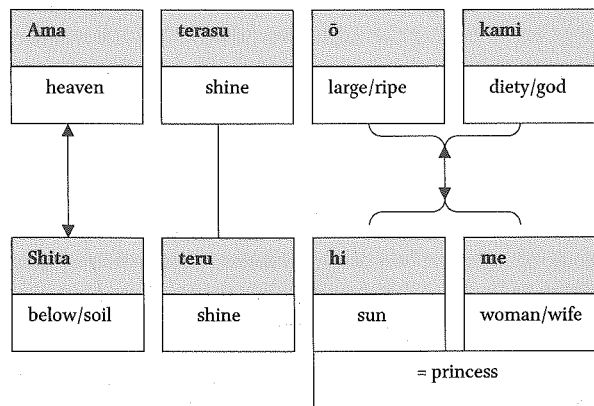 Ama terasu ō kami
heaven shine large/ripe diety/god
Shita teru hi me
below/soil shine sun woman/wife
= princess